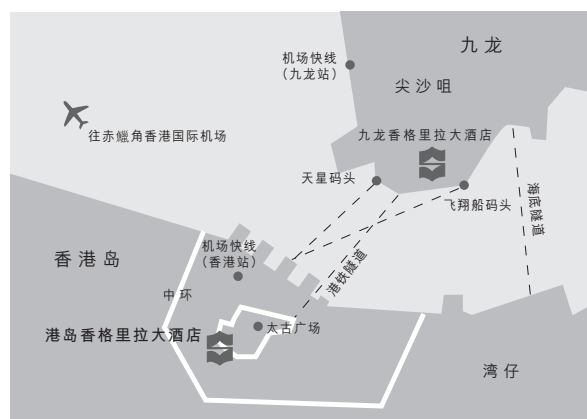 九龙
机场快线
（九龙站）
尖沙咀
往赤鱲角香港国际机场
九龙香格里拉大酒店
天星码头
飞翔船码头
海底隧道
机场快线
（香港站）
香港岛
港铁隧道
中环
太古广场
港岛香格里拉大酒店
湾仔